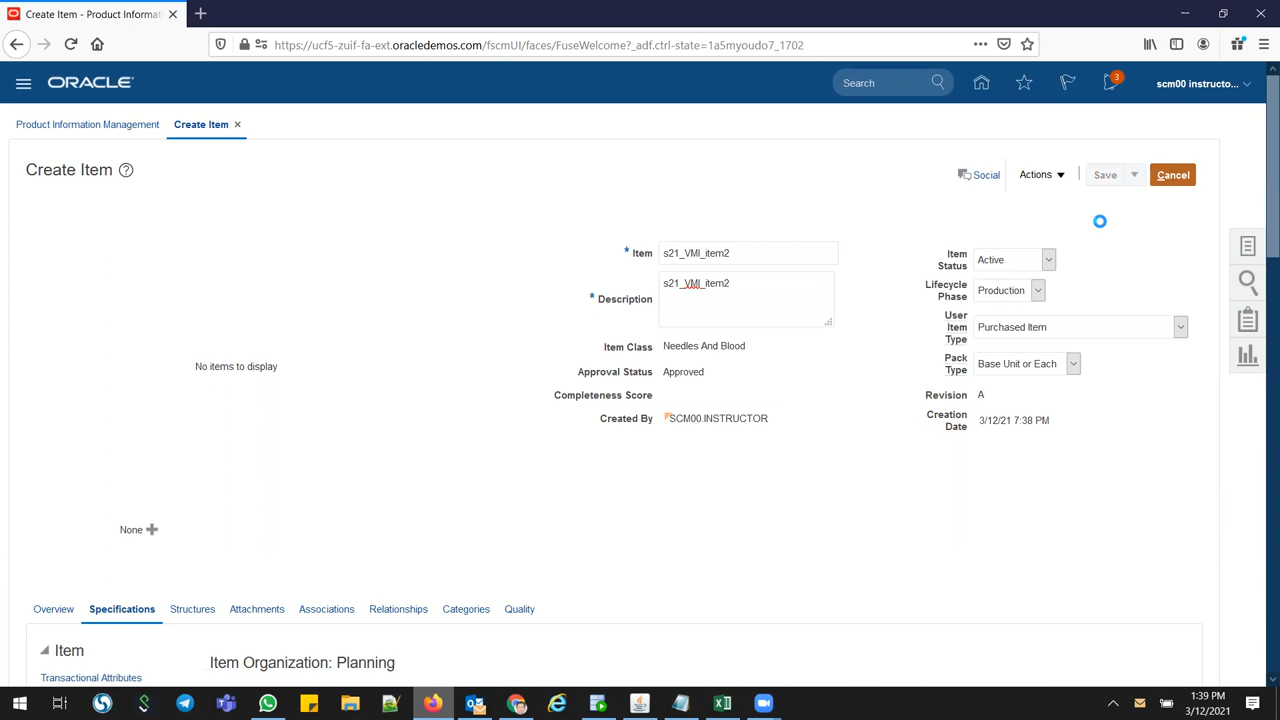 Create Item - Product Informat
https://ucf5-zuif-fa-ext.oracledemos.com/fscmUI/faces/FuseWelcome?_adf.ctrl-state=1a5myoudo7_1702
ORACLE
Search
3
scm00 instructo...
Product Information Management
Create Item
Create Item
Social
Actions
Save
Cancel
* Item
s21_VMI_item2
* Description
s21_VMI_item2
Item Class
Needles And Blood
Approval Status
Approved
Completeness Score
Created By
SCM00.INSTRUCTOR
Item Status
Active
Lifecycle Phase
Production
User Item Type
Purchased Item
Pack Type
Base Unit or Each
Revision
A
Creation Date
3/12/21 7:38 PM
No items to display
None
Overview
Specifications
Structures
Attachments
Associations
Relationships
Categories
Quality
Item
Transactional Attributes
Item Organization: Planning
1:39 PM
3/12/2021